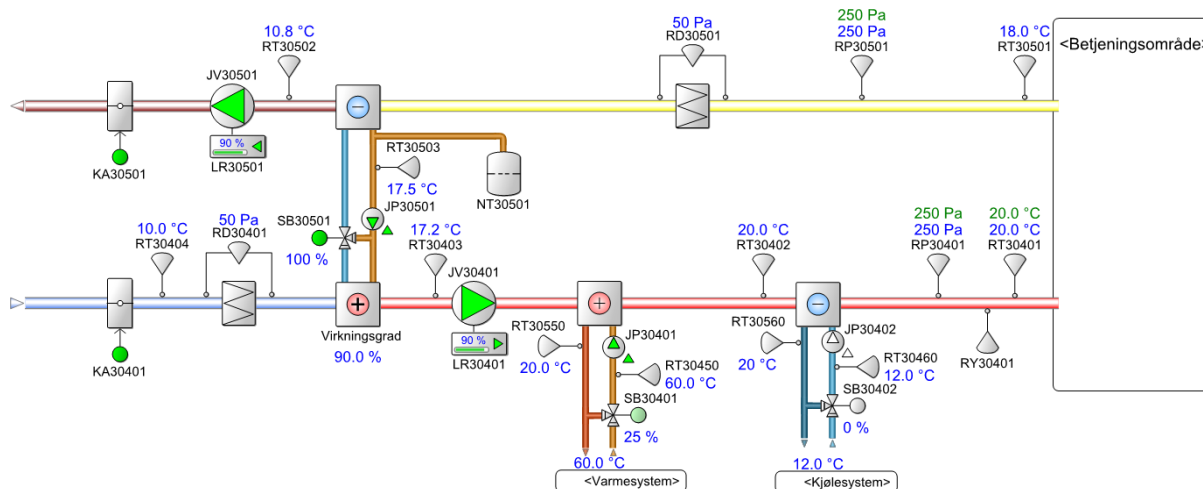 250 Pa
50 Pa
250 Pa
18.0 °C
10.8 °C
RD30501
RP30501
RT30501
RT30502
<Betjeningsområde>
JV30501
90 %
LR30501
KA30501
RT30503
17.5 °C
NT30501
JP30501
SB30501
100 %
10.0 °C
RT30404
50 Pa
RD30401
17.2 °C
RT30403
20.0 °C
RT30402
250 Pa
250 Pa
RP30401
20.0 °C
20.0 °C
RT30401
JV30401
90 %
LR30401
KA30401
Virkningsgrad
90.0 %
RT30550
20.0 °C
JP30401
RT30450
60.0 °C
SB30401
25 %
60.0 °C
<Varmesystem>
RT30560
20 °C
JP30402
RT30460
12.0 °C
SB30402
0 %
12.0 °C
<Kjølesystem>
RY30401